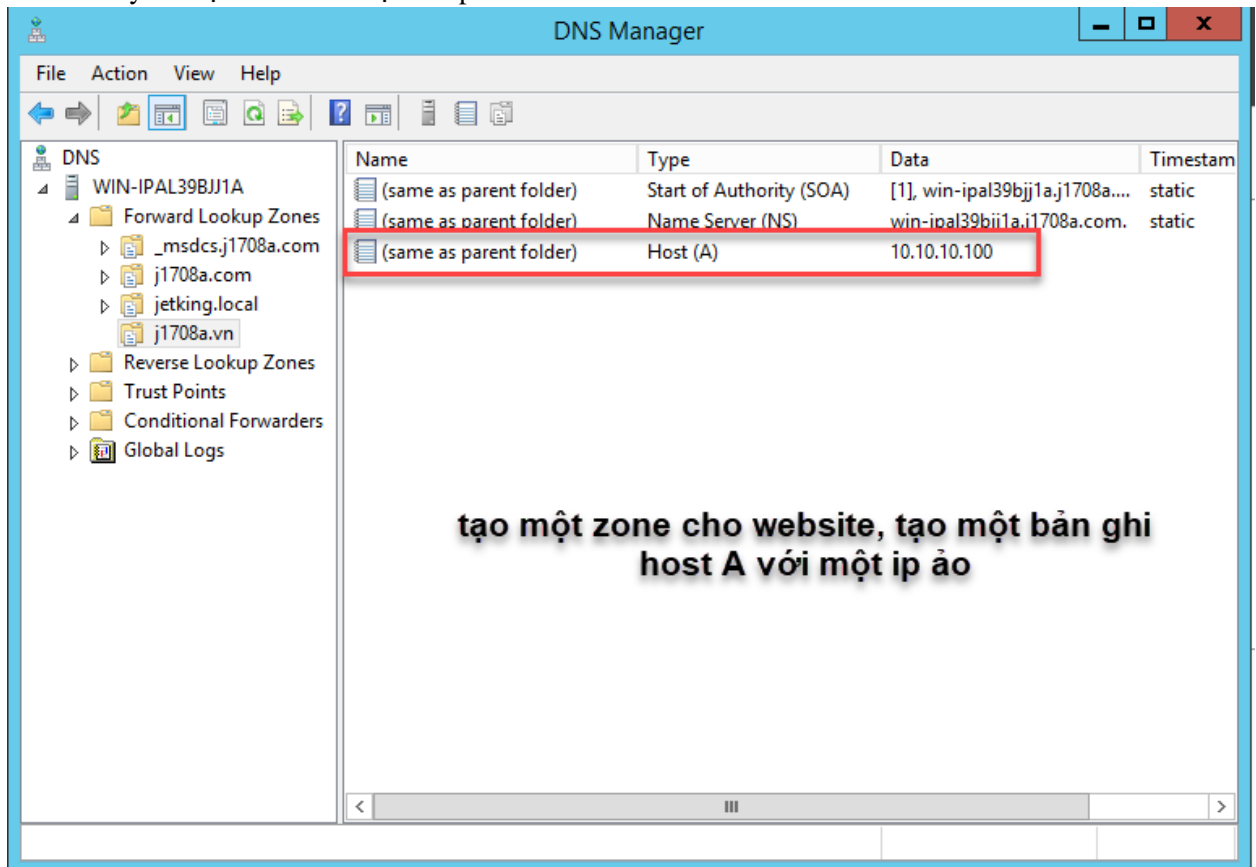 DNS Manager
File Action View Help
DNS
WIN-IPAL39BJJ1A
Forward Lookup Zones
_msdcs.j1708a.com
j1708a.com
jetking.local
j1708a.vn
Reverse Lookup Zones
Trust Points
Conditional Forwarders
Global Logs
Name Type Data Timestam
(same as parent folder) Start of Authority (SOA) [1], win-ipal39bjj1a.j1708a.... static
(same as parent folder) Name Server (NS) win-ipal39bjj1a.j1708a.com. static
(same as parent folder) Host (A) 10.10.10.100
tạo một zone cho website, tạo một bản ghi
host A với một ip ảo